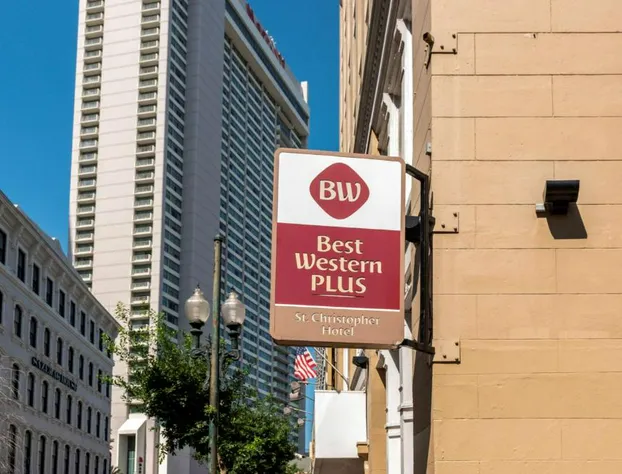 BW
Best
Western
PLUS
St. Christopher
Hotel